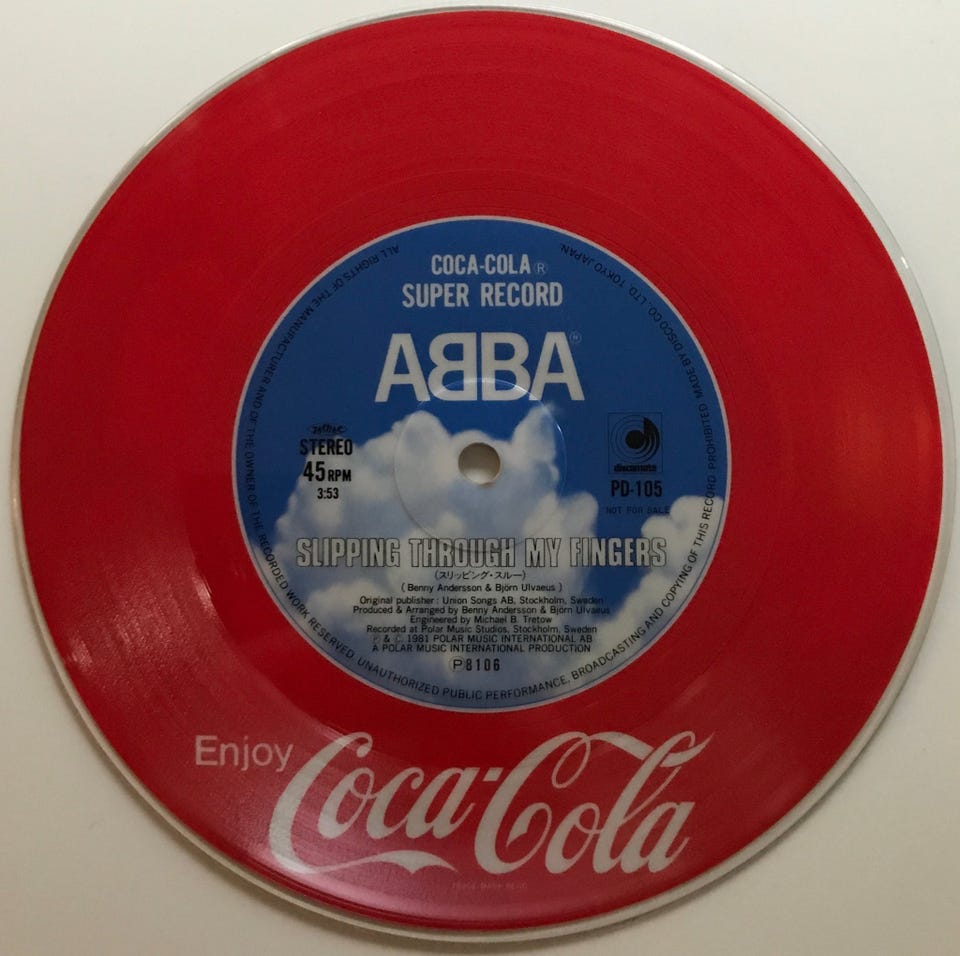 COCA-COLA®
SUPER RECORD
ABBA
STEREO
45 RPM
3:53
discomate
PD-105
NOT FOR SALE
SLIPPING THROUGH MY FINGERS
(スリッピング・スルー)
(Benny Andersson & Björn Ulvaeus)
Original publisher: Union Songs AB, Stockholm, Sweden
Produced & Arranged by Benny Andersson & Björn Ulvaeus
Engineered by Michael B. Tretow
Recorded at Polar Music Studios, Stockholm, Sweden
Ⓟ & © 1981 POLAR MUSIC INTERNATIONAL AB
A POLAR MUSIC INTERNATIONAL PRODUCTION
Ⓟ8106
ALL RIGHTS OF THE MANUFACTURER AND OF THE OWNER OF THE RECORDED WORK RESERVED. UNAUTHORIZED PUBLIC PERFORMANCE, BROADCASTING AND COPYING OF THIS RECORD PROHIBITED MADE BY DISCO CO., LTD. TOKYO JAPAN.
Enjoy
Coca-Cola